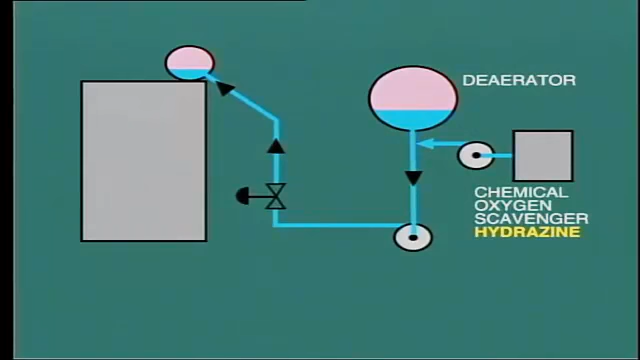 DEAERATOR
CHEMICAL
OXYGEN
SCAVENGER
HYDRAZINE